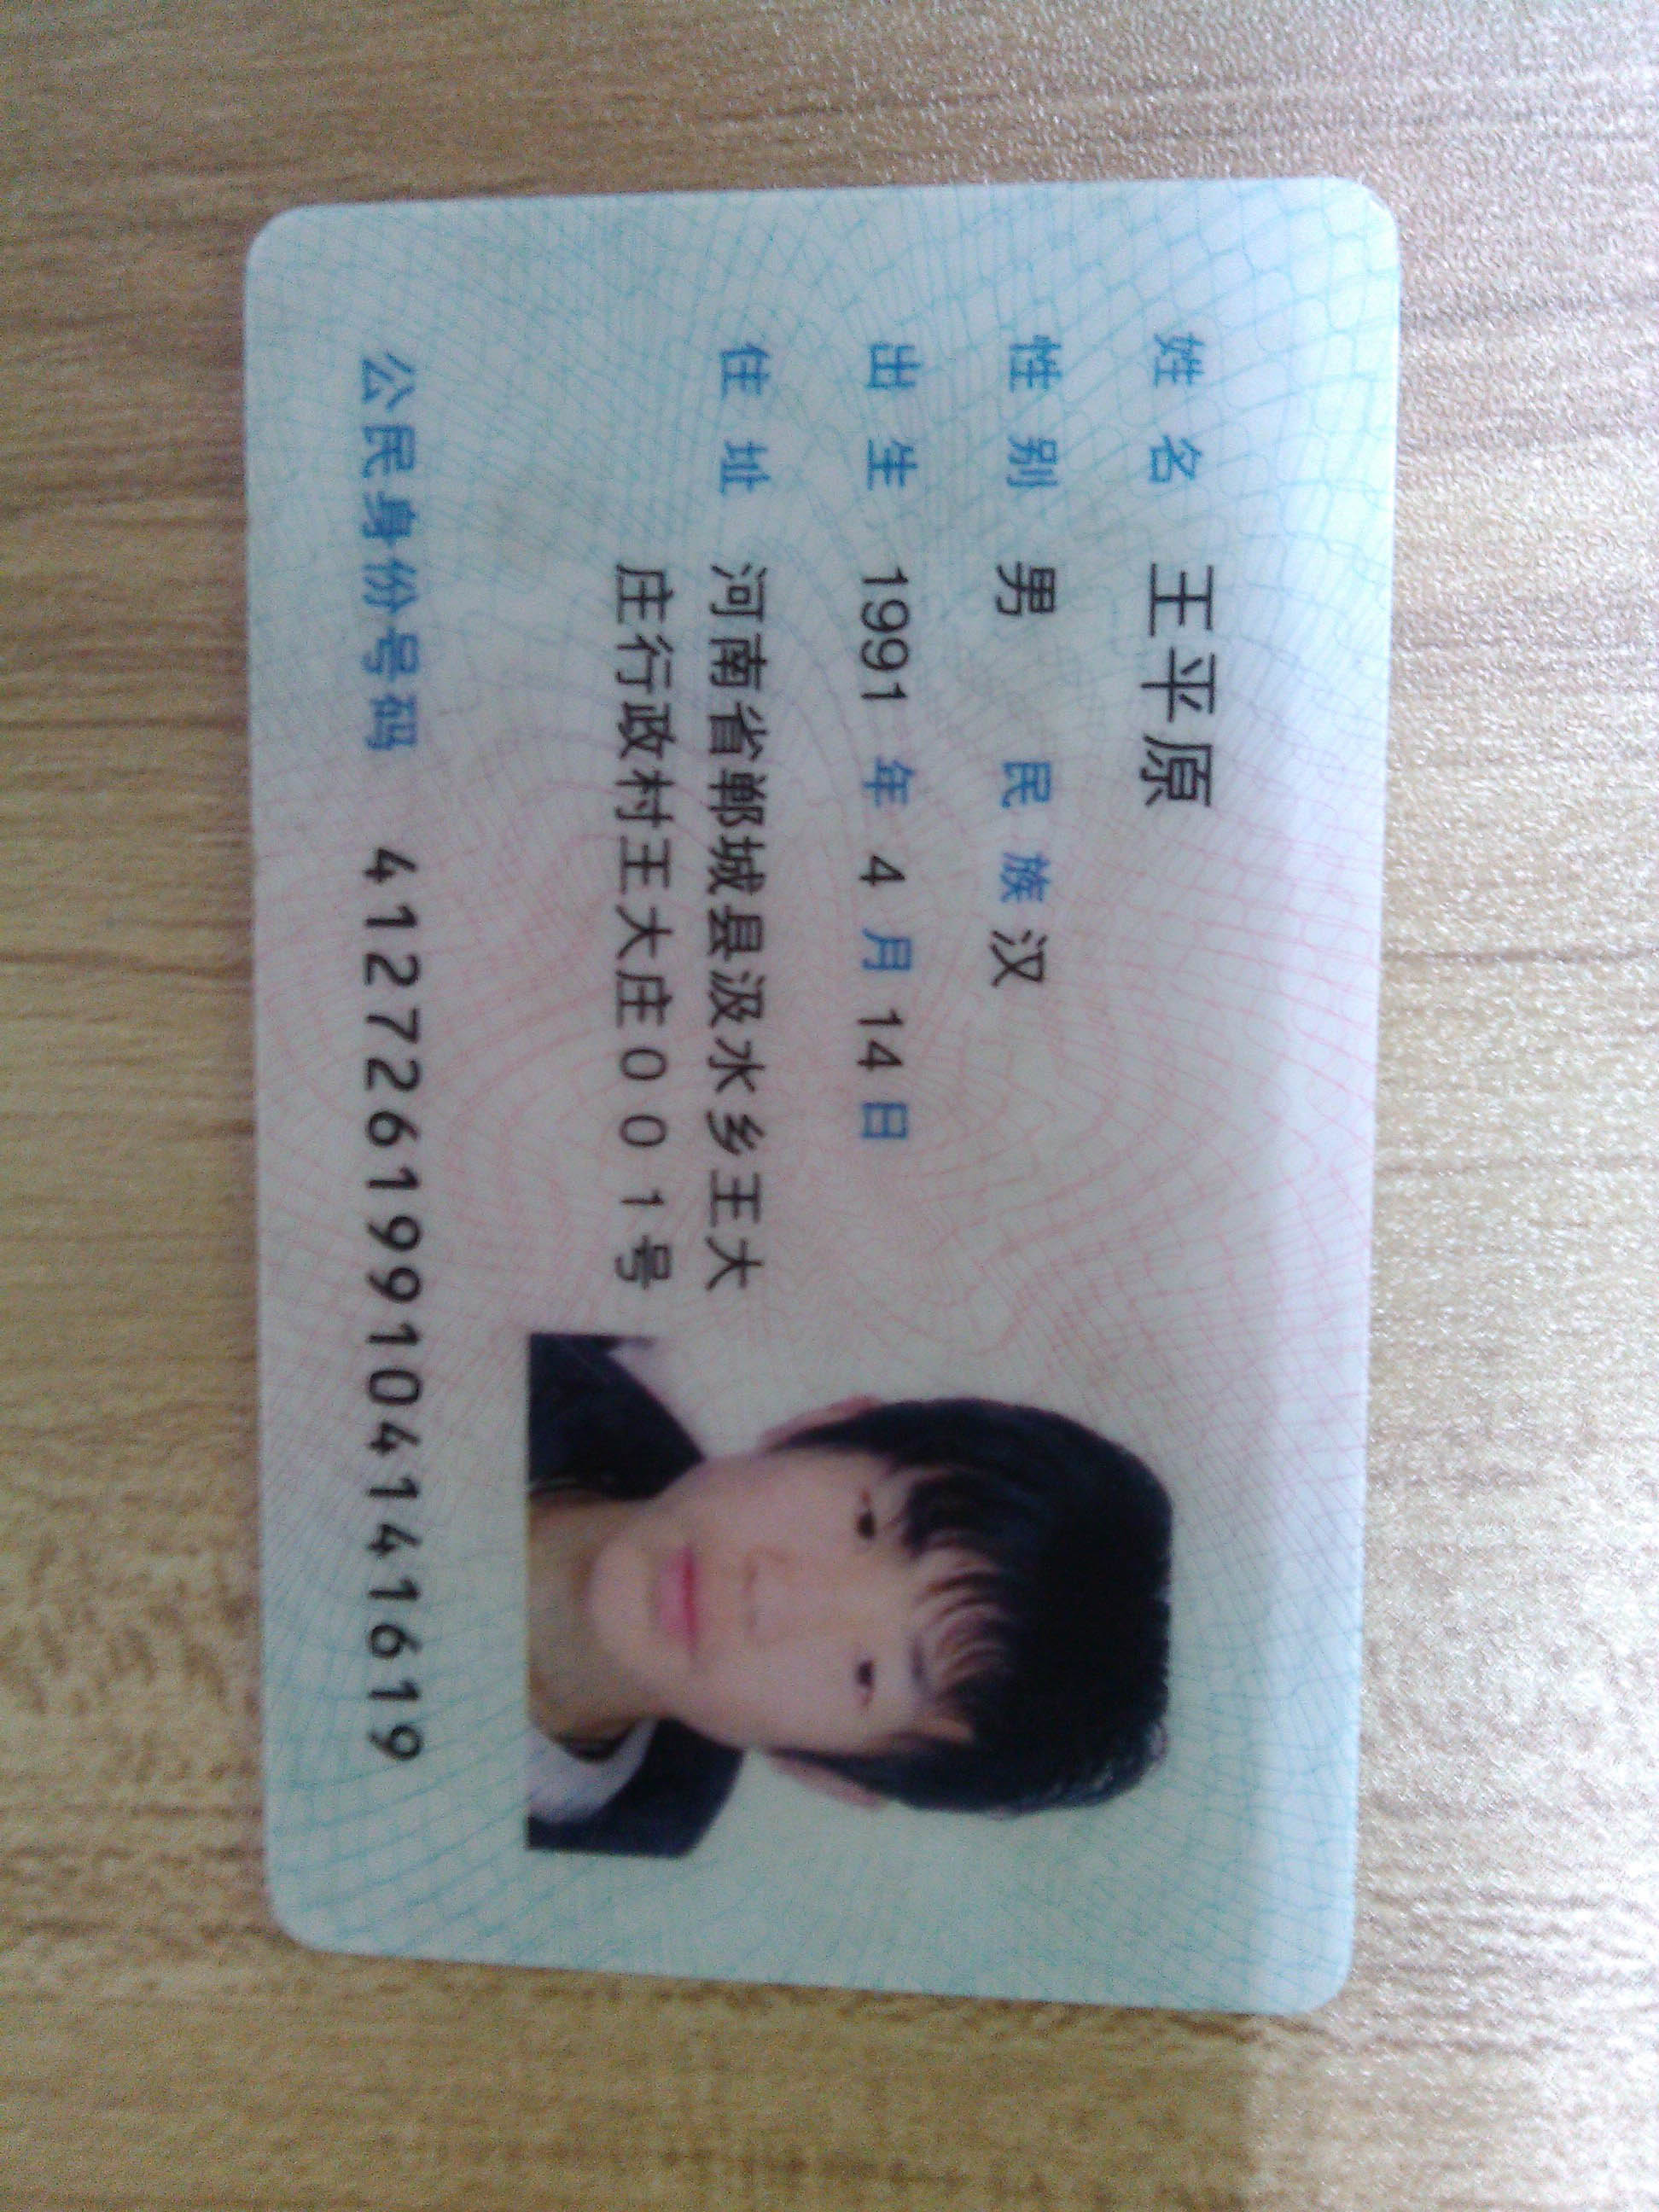 姓名 王平原
性别 男 民族 汉
出生 1991 年 4 月 14 日
住址 河南省郸城县汲水乡王大
庄行政村王大庄001号
公民身份号码 412726199104141619